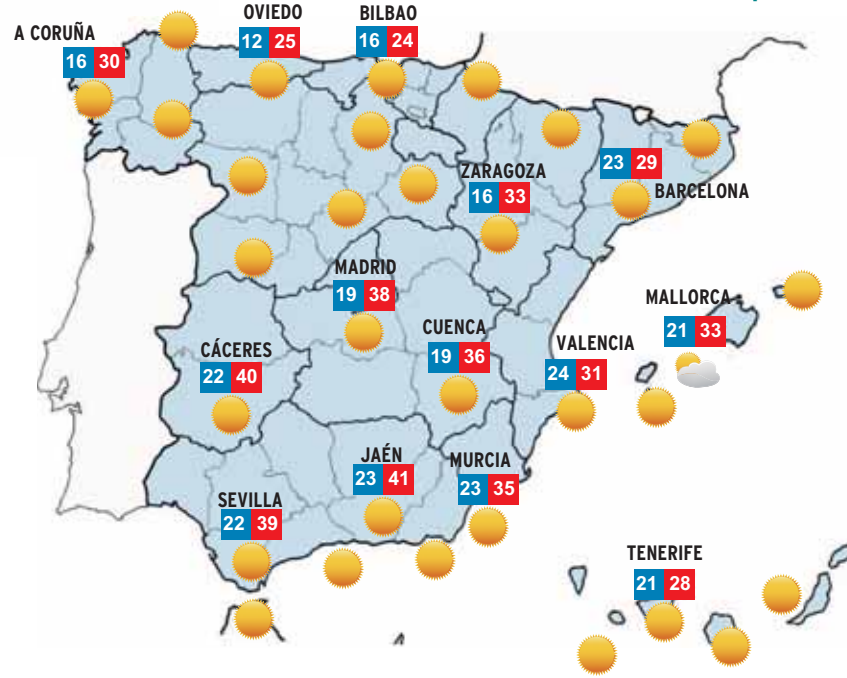 OVIEDO
12 25
BILBAO
16 24
A CORUÑA
16 30
ZARAGOZA
16 33
23 29
BARCELONA
MADRID
19 38
MALLORCA
21 33
CUENCA
19 36
VALENCIA
24 31
CÁCERES
22 40
JAÉN
23 41
MURCIA
23 35
SEVILLA
22 39
TENERIFE
21 28